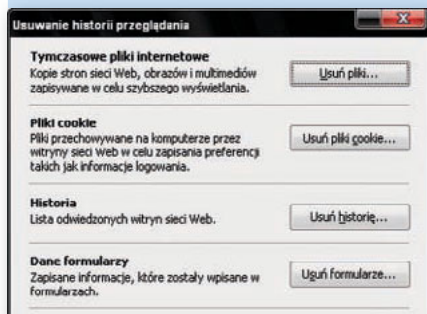 Usuwanie historii przeglądania
Tymczasowe pliki internetowe
Kopie stron sieci Web, obrazów i multimediów
zapisywane w celu szybszego wyświetlania.
Usuń pliki...
Pliki cookie
Pliki przechowywane na komputerze przez
witryny sieci Web w celu zapisania preferencji
takich jak informacje logowania.
Usuń pliki cookie...
Historia
Lista odwiedzonych witryn sieci Web.
Usuń historię...
Dane formularzy
Zapisane informacje, które zostały wpisane w
formularzach.
Usuń formularze...